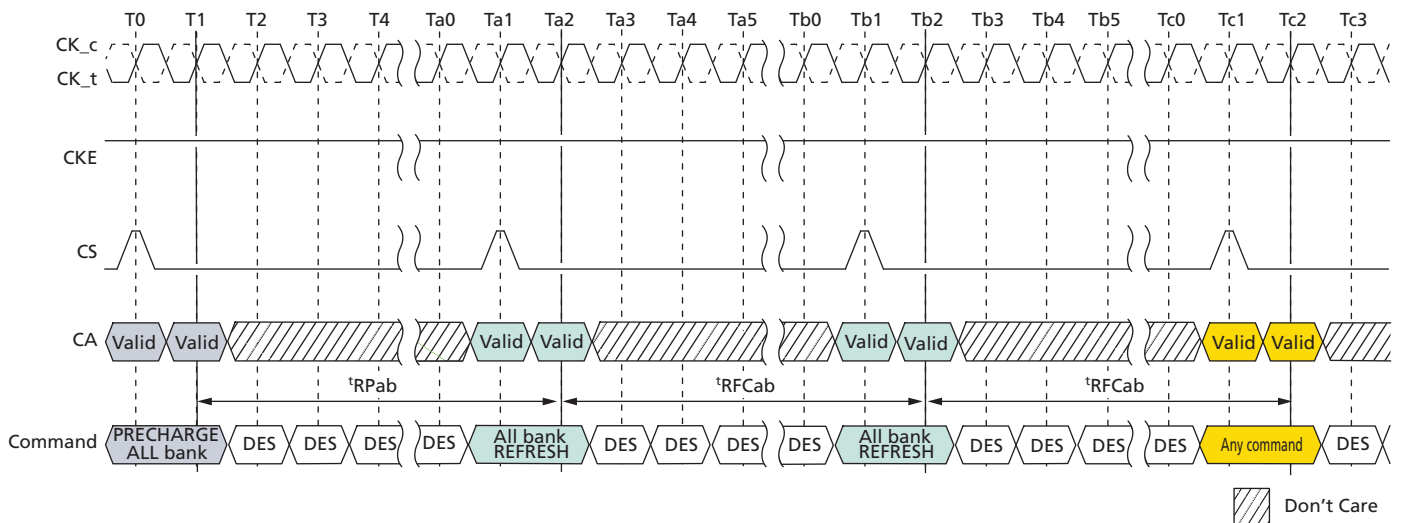 T0 T1 T2 T3 T4 Ta0 Ta1 Ta2 Ta3 Ta4 Ta5 Tb0 Tb1 Tb2 Tb3 Tb4 Tb5 Tc0 Tc1 Tc2 Tc3
CK_c
CK_t
CKE
CS
CA Valid Valid Valid Valid Valid Valid Valid Valid
tRPab tRFCab tRFCab
Command PRECHARGE ALL bank DES DES DES DES All bank REFRESH DES DES DES DES All bank REFRESH DES DES DES DES Any command DES
Don't Care